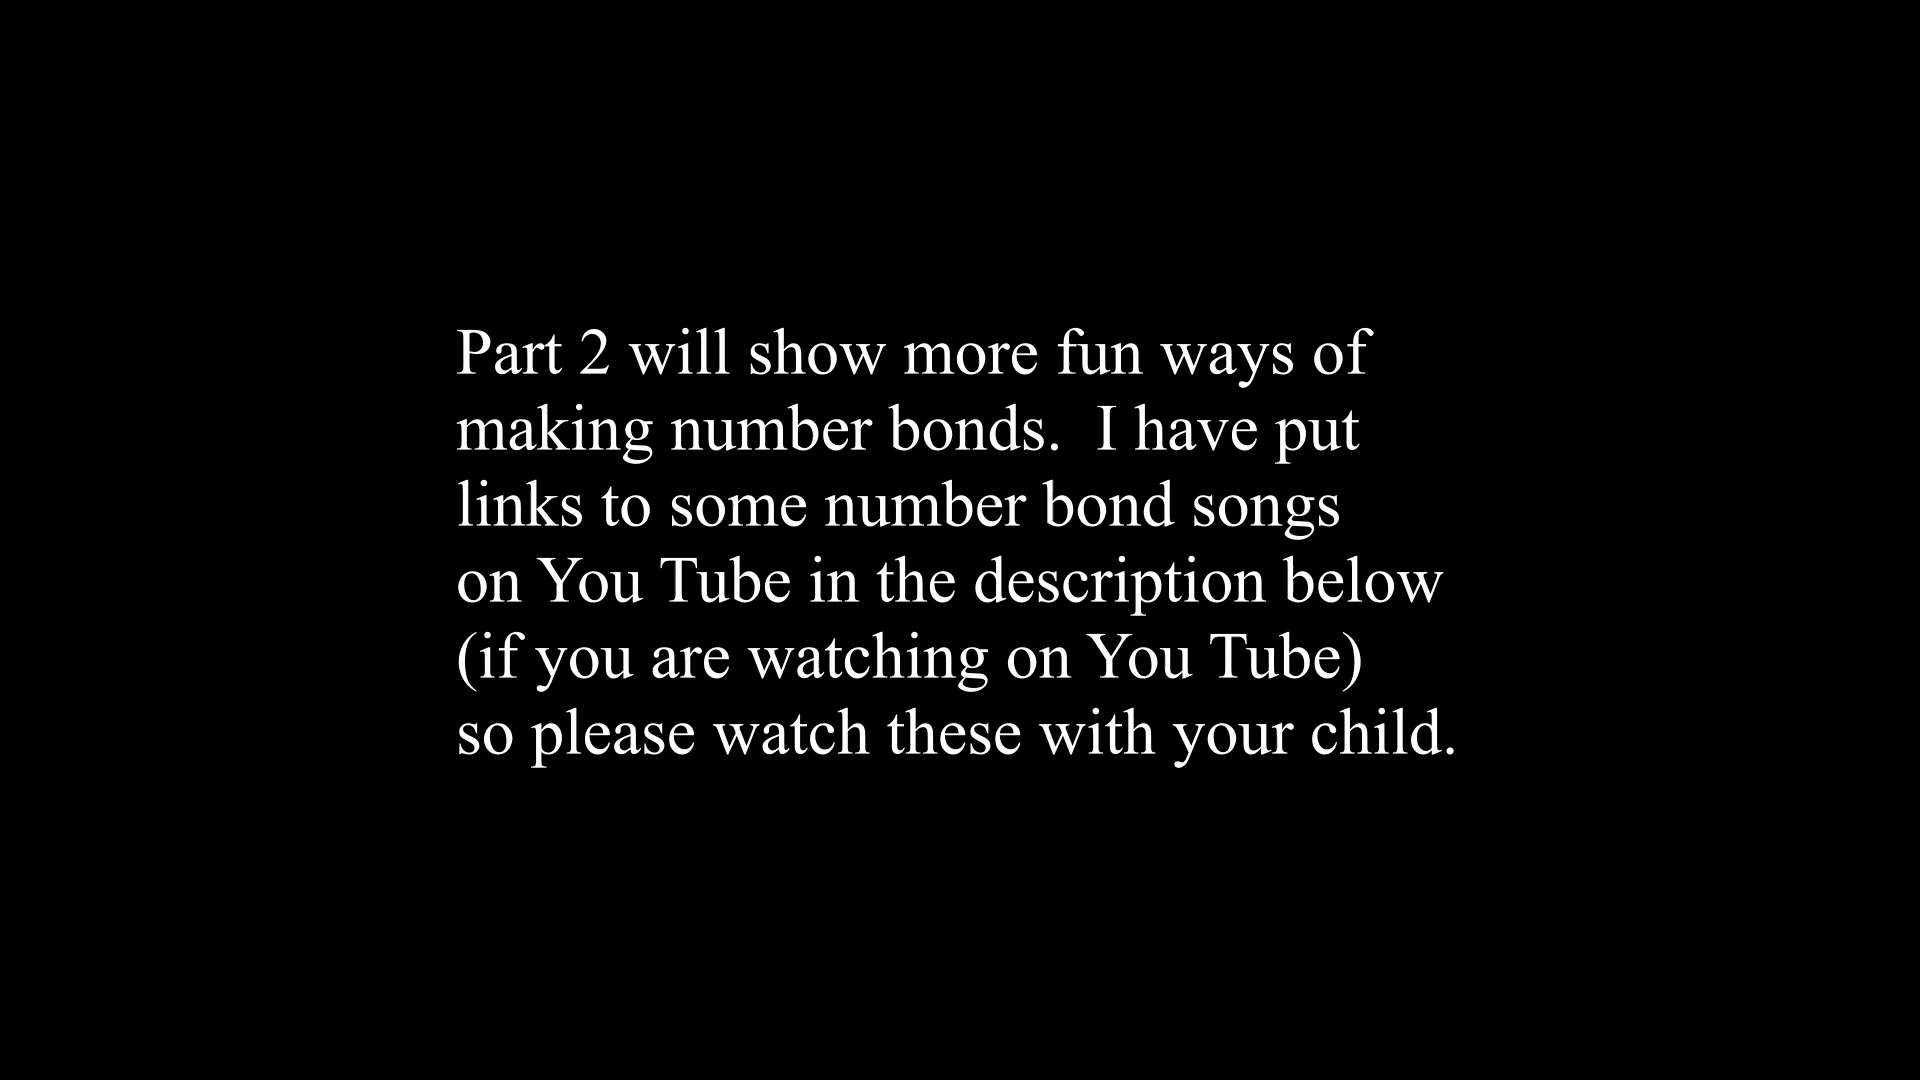 Part 2 will show more fun ways of
making number bonds.  I have put
links to some number bond songs
on You Tube in the description below
(if you are watching on You Tube)
so please watch these with your child.